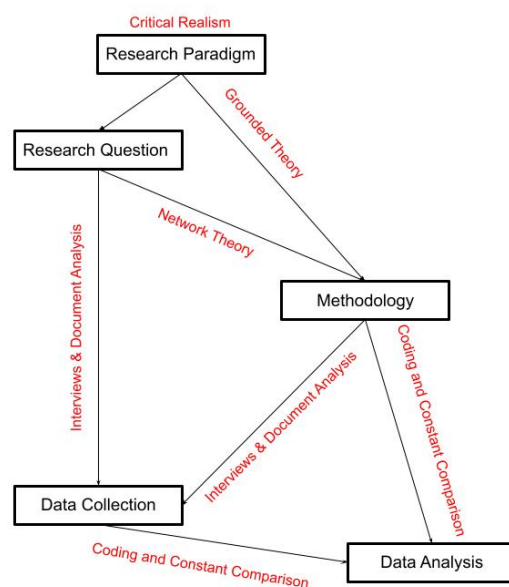 Critical Realism
Research Paradigm
Grounded Theory
Research Question
Network Theory
Interviews & Document Analysis
Methodology
Interviews & Document Analysis
Coding and Constant Comparison
Data Collection
Coding and Constant Comparison
Data Analysis